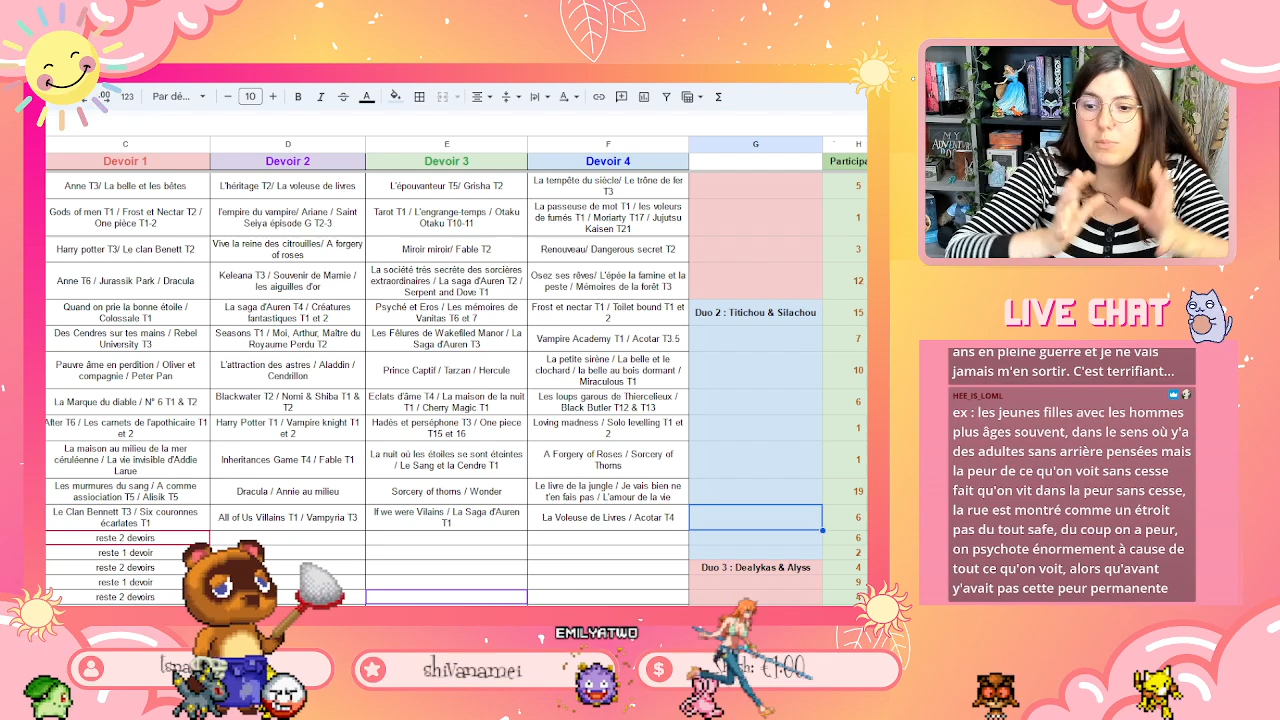 .00 123 Par dé... − 10 + B I A Σ
C D E F G H
Devoir 1 Devoir 2 Devoir 3 Devoir 4 Participa
Anne T3/ La belle et les bêtes
L'héritage T2/ La voleuse de livres
L'épouvanteur T5/ Grisha T2
La tempête du siècle/ Le trône de fer
T3
5
Gods of men T1 / Frost et Nectar T2 /
One pièce T1-2
l'empire du vampire/ Ariane / Saint
Seiya épisode G T2-3
Tarot T1 / L'engrange-temps / Otaku
Otaku T10-11
La passeuse de mot T1 / les voleurs
de fumés T1 / Moriarty T17 / Jujutsu
Kaisen T21
1
Harry potter T3/ Le clan Benett T2
Vive la reine des citrouilles/ A forgery
of roses
Miroir miroir/ Fable T2
Renouveau/ Dangerous secret T2
3
Anne T6 / Jurassik Park / Dracula
Keleana T3 / Souvenir de Mamie /
les aiguilles d'or
La société très secrète des sorcières
extraordinaires / La saga d'Auren T2 /
Serpent and Dove T1
Osez ses rêves/ L'épée la famine et la
peste / Mémoires de la forêt T3
12
Quand on prie la bonne étoile /
Colossale T1
La saga d'Auren T4 / Créatures
fantastiques T1 et 2
Psyché et Eros / Les mémoires de
Vanitas T6 et 7
Frost et nectar T1 / Toilet bound T1 et
2
Duo 2 : Titichou & Silachou
15
Des Cendres sur tes mains / Rebel
University T3
Seasons T1 / Moi, Arthur, Maître du
Royaume Perdu T2
Les Fêlures de Wakefiled Manor / La
Saga d'Auren T3
Vampire Academy T1 / Acotar T3.5
7
Pauvre âme en perdition / Oliver et
compagnie / Peter Pan
L'attraction des astres / Aladdin /
Cendrillon
Prince Captif / Tarzan / Hercule
La petite sirène / La belle et le
clochard / la belle au bois dormant /
Miraculous T1
10
La Marque du diable / N° 6 T1 & T2
Blackwater T2 / Nomi & Shiba T1 &
T2
Eclats d'âme T4 / La maison de la nuit
T1 / Cherry Magic T1
Les loups garous de Thiercelieux /
Black Butler T12 & T13
6
After T6 / Les carnets de l'apothicaire T1
et 2
Harry Potter T1 / Vampire knight T1
et 2
Hadès et perséphone T3 / One piece
T15 et 16
Loving madness / Solo levelling T1 et
2
1
La maison au milieu de la mer
céruléenne / La vie invisible d'Addie
Larue
Inheritances Game T4 / Fable T1
La nuit où les étoiles se sont éteintes
/ Le Sang et la Cendre T1
A Forgery of Roses / Sorcery of
Thoms
1
Les murmures du sang / A comme
assiociation T5 / Alisik T5
Dracula / Annie au milieu
Sorcery of thoms / Wonder
Le livre de la jungle / Je vais bien ne
t'en fais pas / L'amour de la vie
19
Le Clan Bennett T3 / Six couronnes
écarlates T1
All of Us Villains T1 / Vampyria T3
If we were Vilains / La Saga d'Auren
T1
La Voleuse de Livres / Acotar T4
6
reste 2 devoirs 6
reste 1 devoir 2
reste 2 devoirs Duo 3 : Dealykas & Alyss 4
reste 1 devoir 9
reste 2 devoirs
MY
ADVENTURE
LIVE CHAT
ans en pleine guerre et je ne vais
jamais m'en sortir. C'est terrifiant...
HEE_IS_LOML
ex : les jeunes filles avec les hommes
plus âges souvent, dans le sens où y'a
des adultes sans arrière pensées mais
la peur de ce qu'on voit sans cesse
fait qu'on vit dans la peur sans cesse,
la rue est montré comme un étroit
pas du tout safe, du coup on a peur,
on psychote énormement à cause de
tout ce qu'on voit, alors qu'avant
y'avait pas cette peur permanente
EMILYATWO
shiVanamei
€1.00